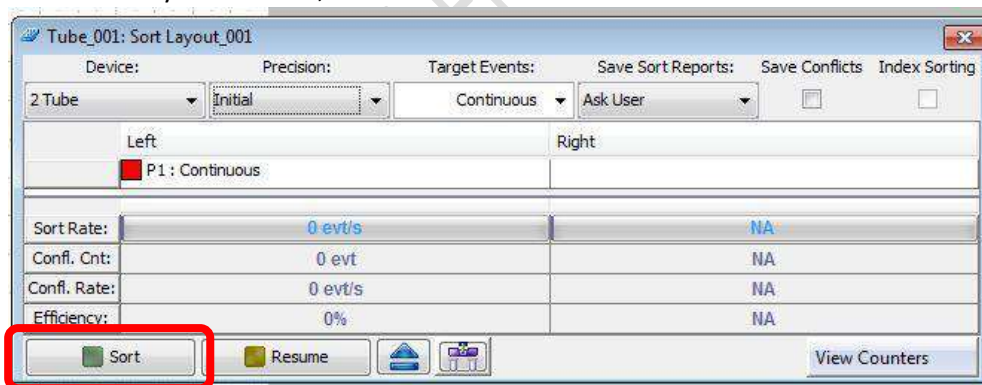 Tube_001: Sort Layout_001
Device: Precision: Target Events: Save Sort Reports: Save Conflicts Index Sorting
2 Tube Initial Continuous Ask User
Left Right
P1 : Continuous
Sort Rate: 0 evt/s NA
Confl. Cnt: 0 evt NA
Confl. Rate: 0 evt/s NA
Efficiency: 0% NA
Sort Resume View Counters